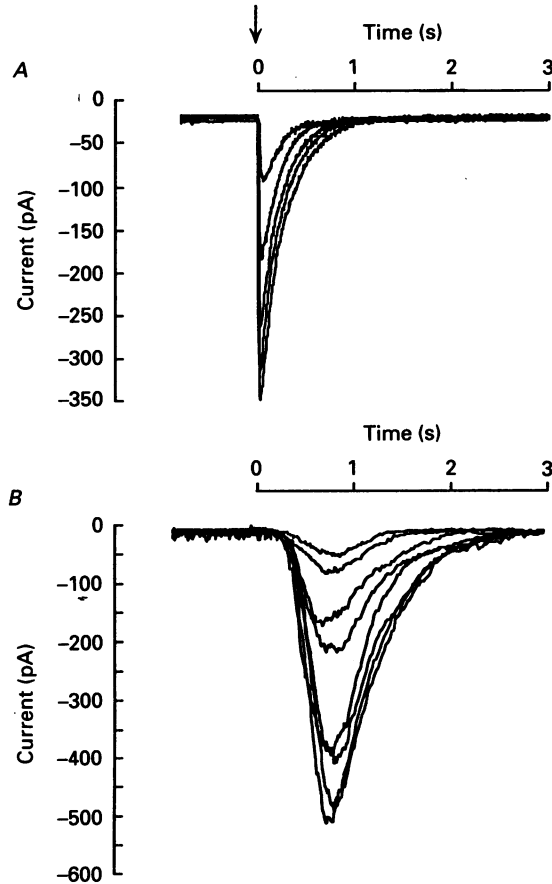 Time (s)
A
0 1 2 3
0
–50
–100
–150
–200
–250
–300
–350
Current (pA)
Time (s)
0 1 2 3
B
0
–100
–200
–300
–400
–500
–600
Current (pA)